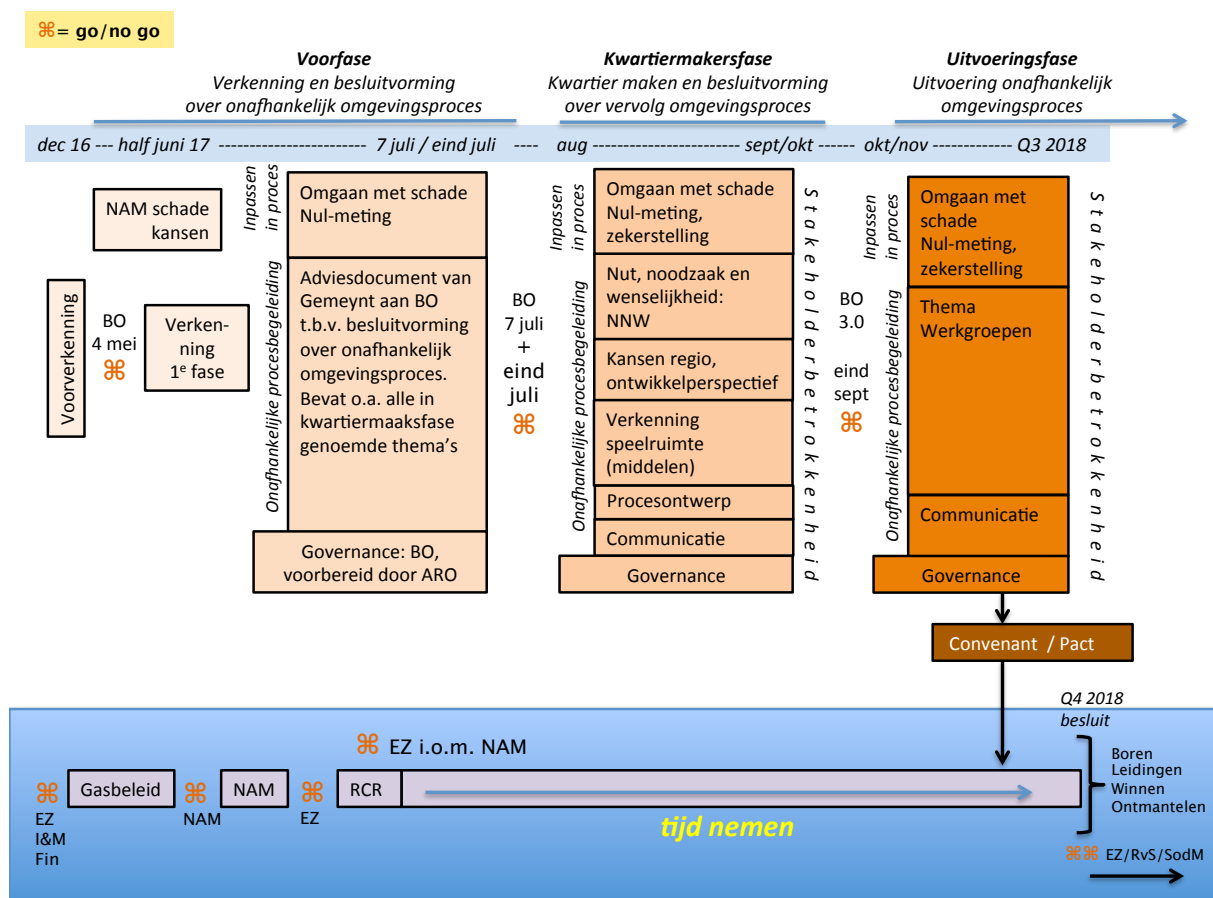 ⌘= go/no go
Voorfase
Verkenning en besluitvorming
over onafhankelijk omgevingsproces
Kwartiermakersfase
Kwartier maken en besluitvorming
over vervolg omgevingsproces
Uitvoeringsfase
Uitvoering onafhankelijk
omgevingsproces
dec 16 --- half juni 17 ---------------------- 7 juli / eind juli ---- aug --------------------- sept/okt ------ okt/nov ------------- Q3 2018
Voorverkenning
NAM schade
kansen
BO
4 mei
⌘
Verken-
ning
1e fase
Inpassen
in proces
Onafhankelijke procesbegeleiding
Omgaan met schade
Nul-meting
Adviesdocument van
Gemeynt aan BO
t.b.v. besluitvorming
over onafhankelijk
omgevingsproces.
Bevat o.a. alle in
kwartiermaaksfase
genoemde thema's
Governance: BO,
voorbereid door ARO
BO
7 juli
+
eind
juli
⌘
Inpassen
in proces
Onafhankelijke procesbegeleiding
Omgaan met schade
Nul-meting,
zekerstelling
Nut, noodzaak en
wenselijkheid:
NNW
Kansen regio,
ontwikkelperspectief
Verkenning
speelruimte
(middelen)
Procesontwerp
Communicatie
Governance
Stakeholderbetrokkenheid
BO
3.0
eind
sept
⌘
Inpassen
in proces
Onafhankelijke procesbegeleiding
Omgaan met
schade
Nul-meting,
zekerstelling
Thema
Werkgroepen
Communicatie
Governance
Stakeholderbetrokkenheid
Convenant / Pact
Q4 2018
besluit
⌘ EZ i.o.m. NAM
⌘
EZ
I&M
Fin
Gasbeleid
⌘
NAM
NAM
⌘
EZ
RCR
tijd nemen
Boren
Leidingen
Winnen
Ontmantelen
⌘⌘ EZ/RvS/SodM